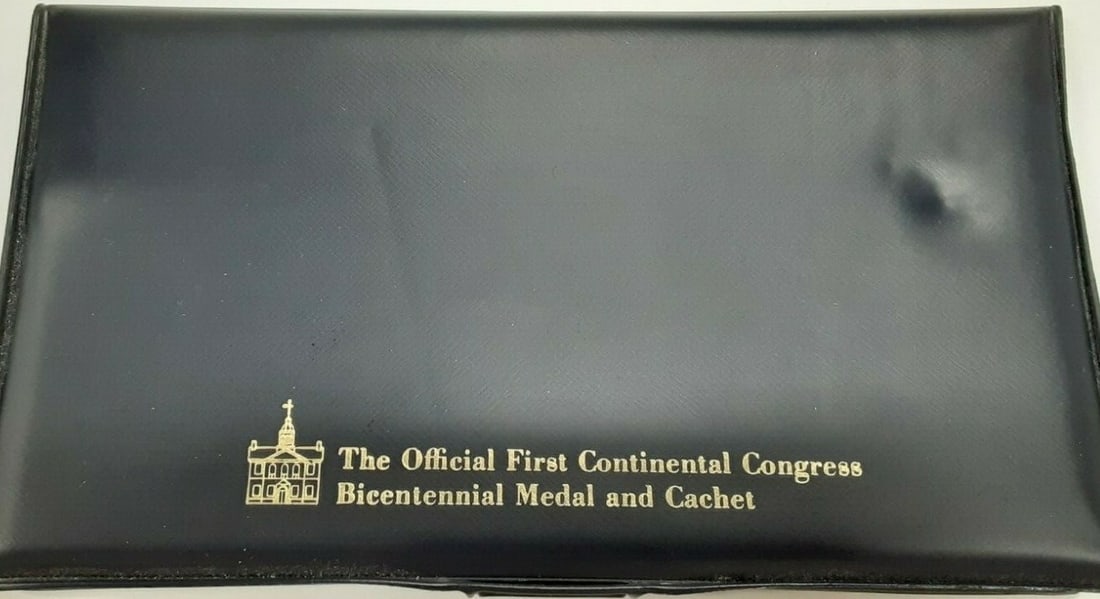 The Official First Continental Congress
Bicentennial Medal and Cachet